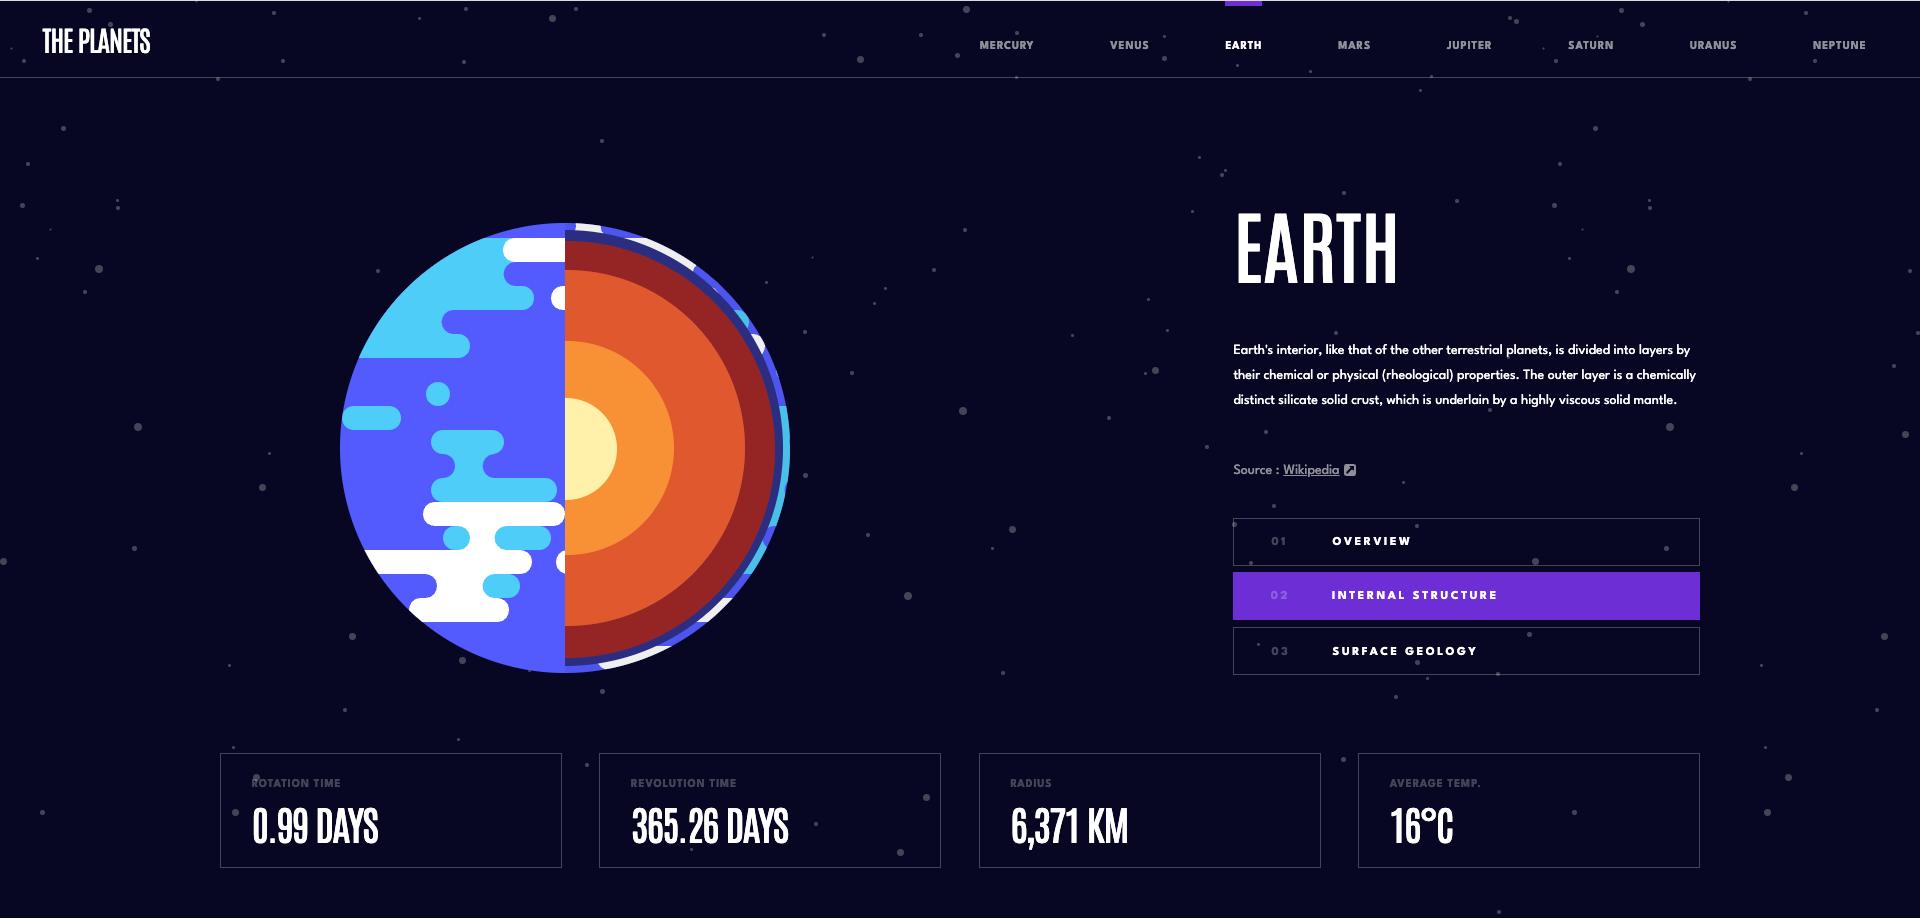 THE PLANETS
MERCURY VENUS EARTH MARS JUPITER SATURN URANUS NEPTUNE
EARTH
Earth's interior, like that of the other terrestrial planets, is divided into layers by
their chemical or physical (rheological) properties. The outer layer is a chemically
distinct silicate solid crust, which is underlain by a highly viscous solid mantle.
Source : Wikipedia
01 OVERVIEW
02 INTERNAL STRUCTURE
03 SURFACE GEOLOGY
ROTATION TIME
0.99 DAYS
REVOLUTION TIME
365.26 DAYS
RADIUS
6,371 KM
AVERAGE TEMP.
16°C